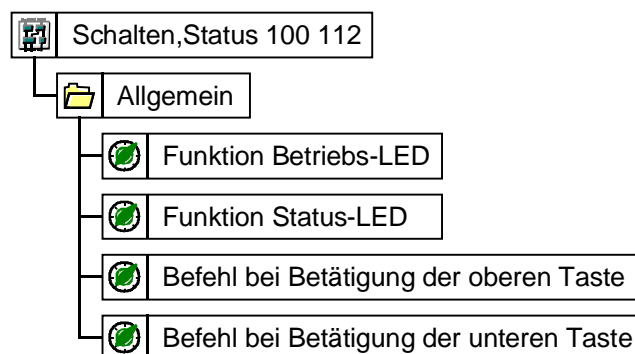 Schalten,Status 100 112
Allgemein
Funktion Betriebs-LED
Funktion Status-LED
Befehl bei Betätigung der oberen Taste
Befehl bei Betätigung der unteren Taste